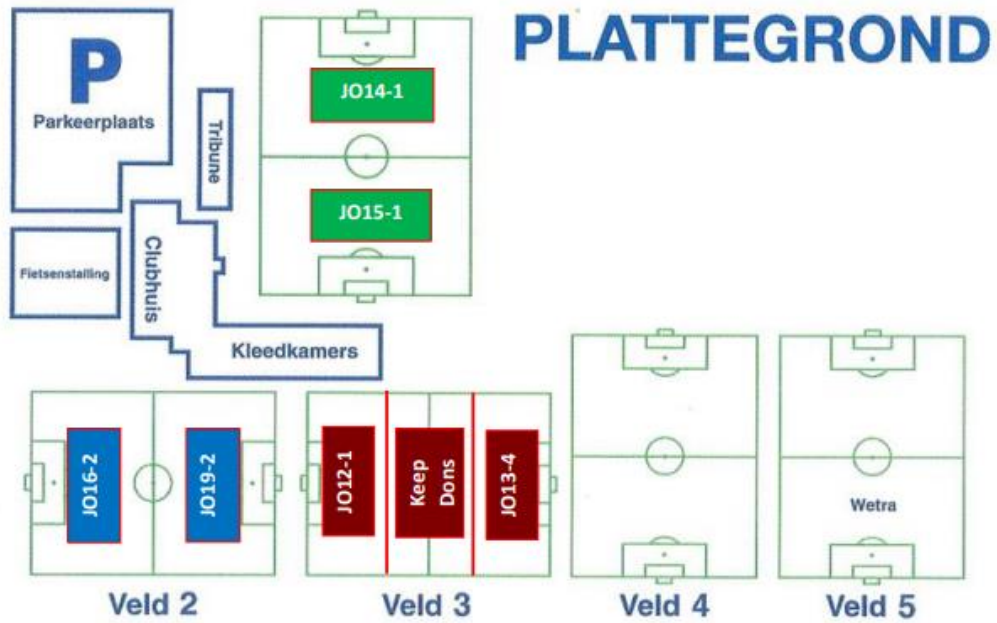 PLATTEGROND
P
Parkeerplaats
Tribune
JO14-1
JO15-1
Fietsenstalling
Clubhuis
Kleedkamers
JO16-2
JO19-2
JO12-1
Keep
Dons
JO13-4
Wetra
Veld 2
Veld 3
Veld 4
Veld 5